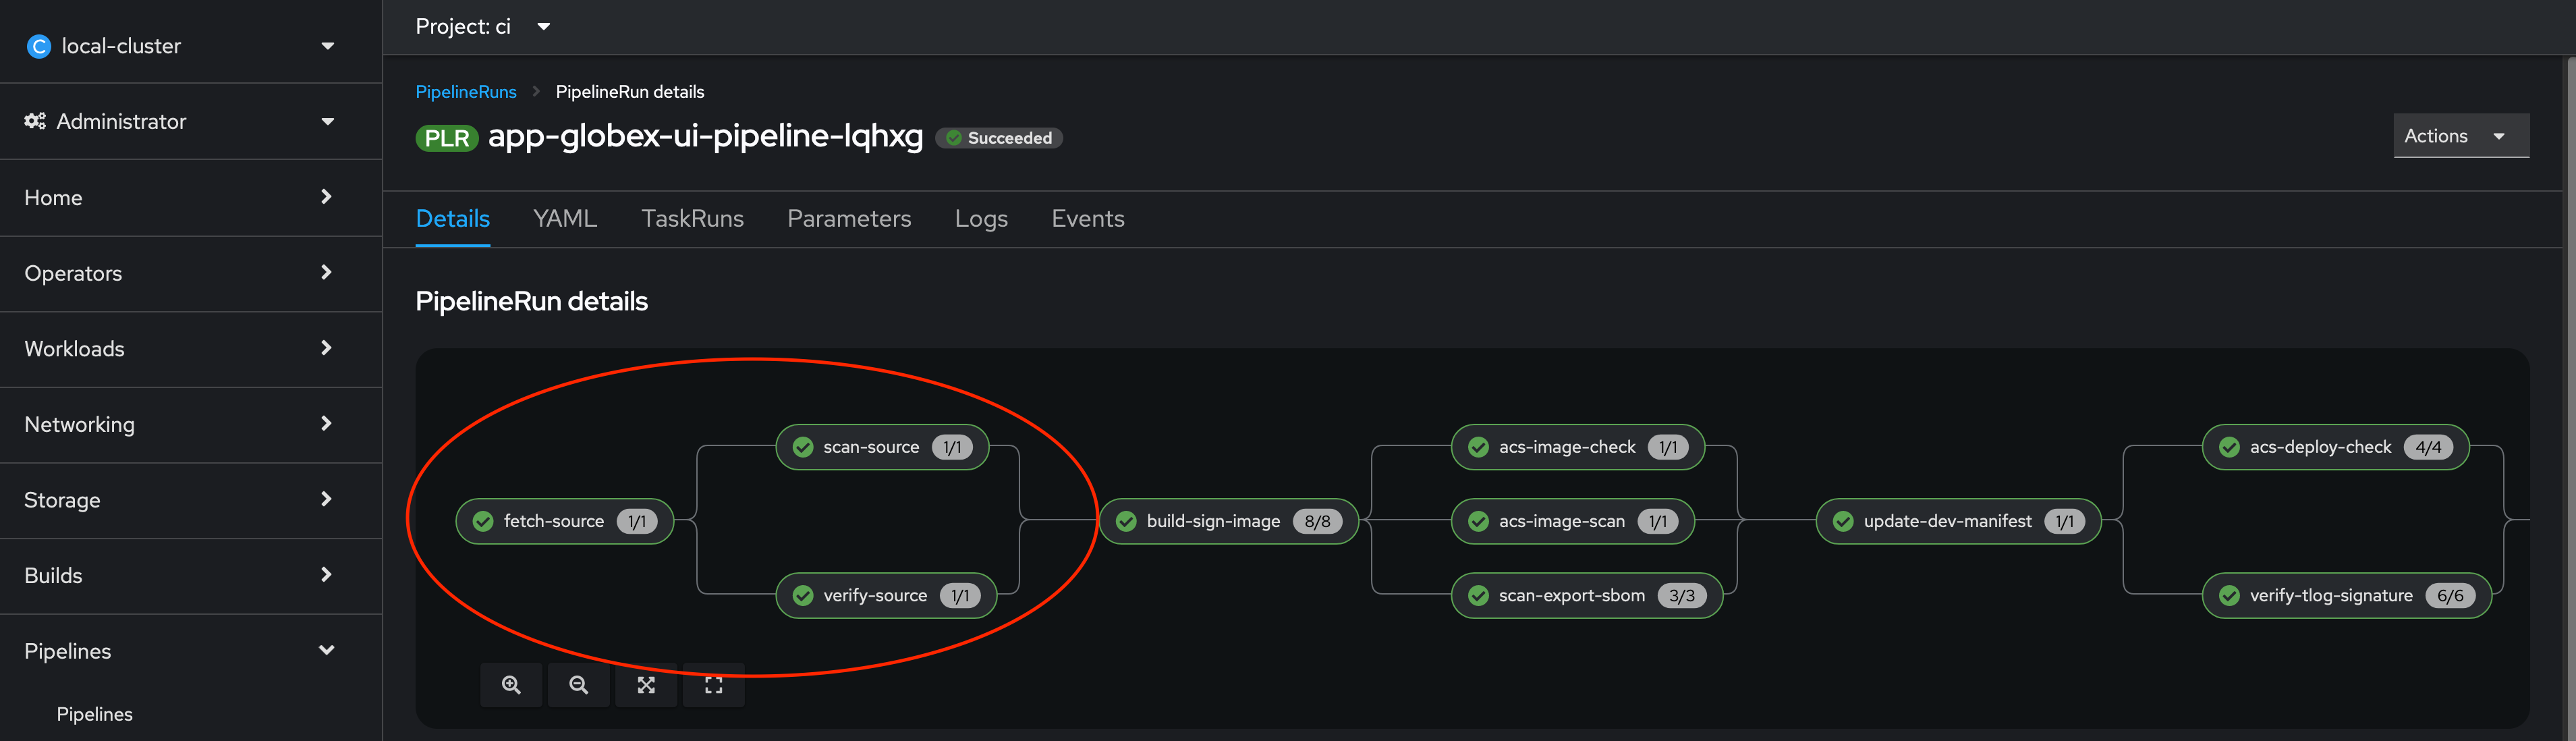 C local-cluster
Administrator
Home
Operators
Workloads
Networking
Storage
Builds
Pipelines
Pipelines
Project: ci
PipelineRuns > PipelineRun details
PLR app-globex-ui-pipeline-lqhxg Succeeded
Actions
Details YAML TaskRuns Parameters Logs Events
PipelineRun details
fetch-source 1/1
scan-source 1/1
verify-source 1/1
build-sign-image 8/8
acs-image-check 1/1
acs-image-scan 1/1
scan-export-sbom 3/3
update-dev-manifest 1/1
acs-deploy-check 4/4
verify-tlog-signature 6/6